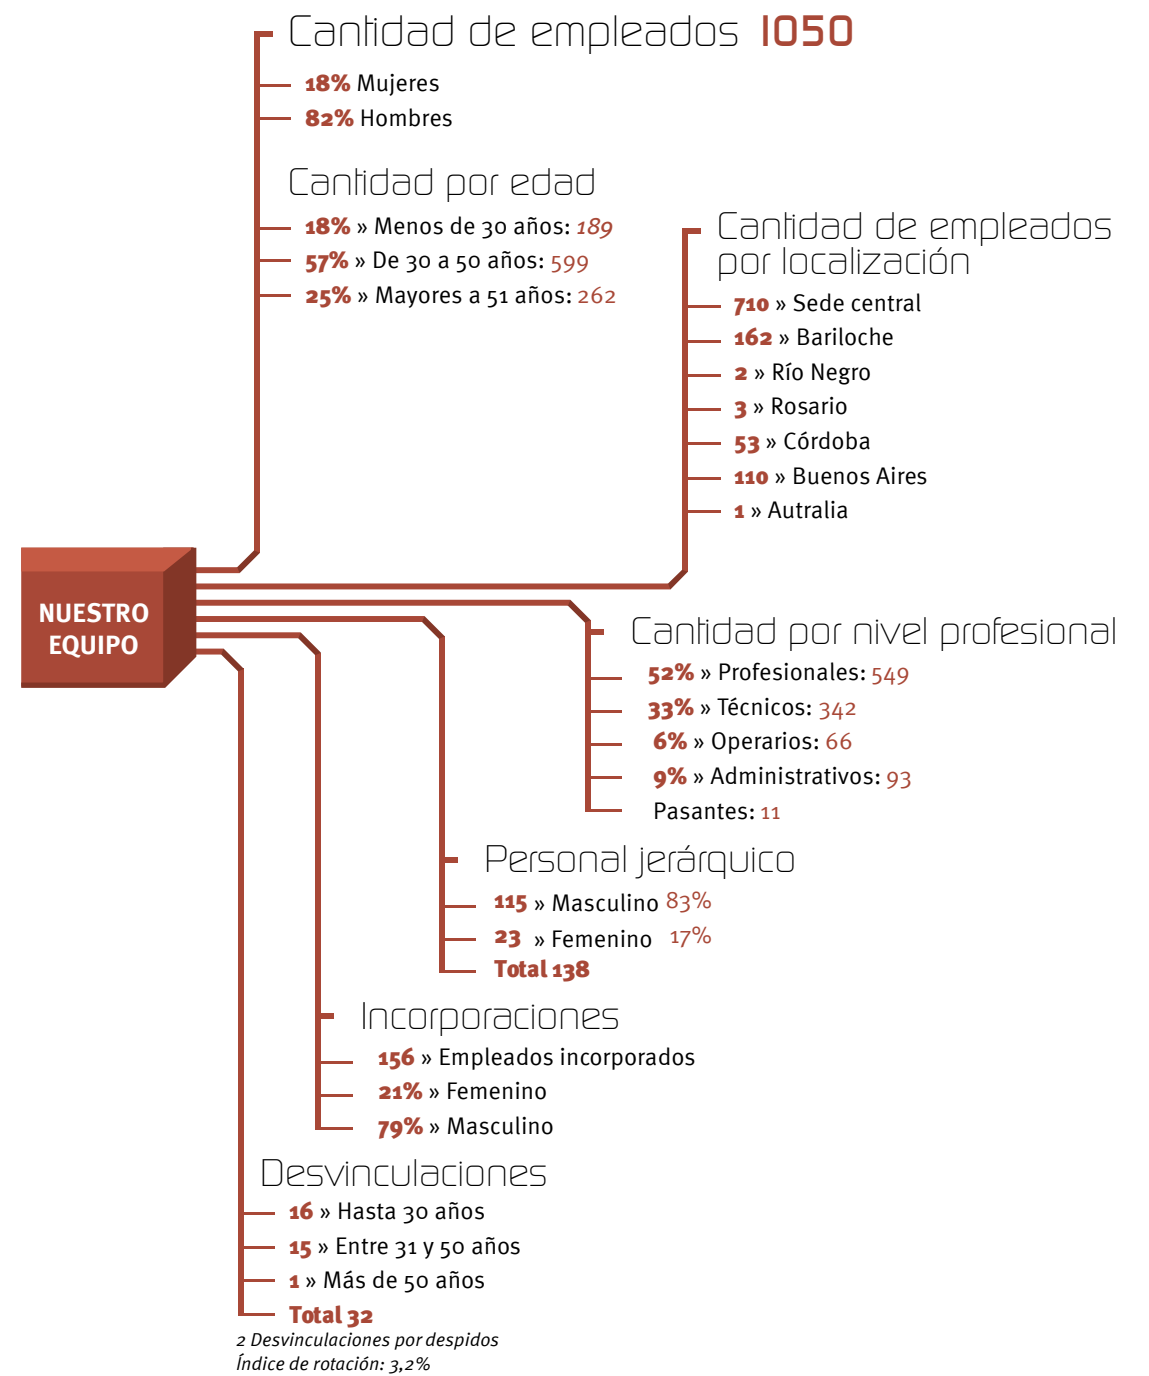 Cantidad de empleados 1050
18% Mujeres
82% Hombres
Cantidad por edad
18% » Menos de 30 años: 189
57% » De 30 a 50 años: 599
25% » Mayores a 51 años: 262
Cantidad de empleados
por localización
710 » Sede central
162 » Bariloche
2 » Río Negro
3 » Rosario
53 » Córdoba
110 » Buenos Aires
1 » Autralia
NUESTRO
EQUIPO
Cantidad por nivel profesional
52% » Profesionales: 549
33% » Técnicos: 342
6% » Operarios: 66
9% » Administrativos: 93
Pasantes: 11
Personal jerárquico
115 » Masculino 83%
23 » Femenino 17%
Total 138
Incorporaciones
156 » Empleados incorporados
21% » Femenino
79% » Masculino
Desvinculaciones
16 » Hasta 30 años
15 » Entre 31 y 50 años
1 » Más de 50 años
Total 32
2 Desvinculaciones por despidos
Índice de rotación: 3,2%